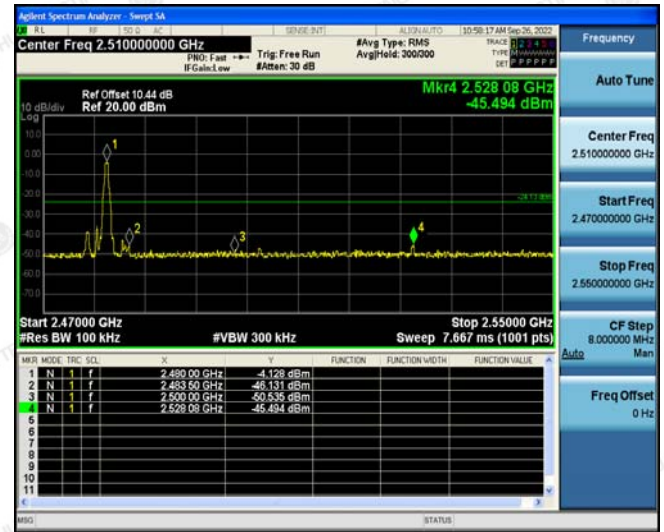 Agilent Spectrum Analyzer - Swept SA
RL RF 50 Ω AC SENSE:INT ALIGN AUTO 10:58:17 AM Sep 26, 2022
Center Freq 2.510000000 GHz
#Avg Type: RMS
TRACE 1 2 3 4 5 6
PNO: Fast Trig: Free Run Avg|Hold: 300/300 TYPE
IFGain:Low #Atten: 30 dB DET P P P P P P
Mkr4 2.528 08 GHz
-45.494 dBm
Ref Offset 10.44 dB
10 dB/div Ref 20.00 dBm
Log
10.0
0.00
-10.0
-20.0
-30.0
-40.0
-50.0
-60.0
-70.0
1
2
3
4
-24.13 dBm
Start 2.47000 GHz Stop 2.55000 GHz
#Res BW 100 kHz #VBW 300 kHz Sweep 7.667 ms (1001 pts)
MKR MODE TRC SCL X Y FUNCTION FUNCTION WIDTH FUNCTION VALUE
1 N 1 f 2.480 00 GHz -4.128 dBm
2 N 1 f 2.483 50 GHz -46.131 dBm
3 N 1 f 2.500 00 GHz -50.535 dBm
4 N 1 f 2.528 08 GHz -45.494 dBm
5
6
7
8
9
10
11
MSG STATUS
Frequency
Auto Tune
Center Freq
2.510000000 GHz
Start Freq
2.470000000 GHz
Stop Freq
2.550000000 GHz
CF Step
8.000000 MHz
Auto Man
Freq Offset
0 Hz